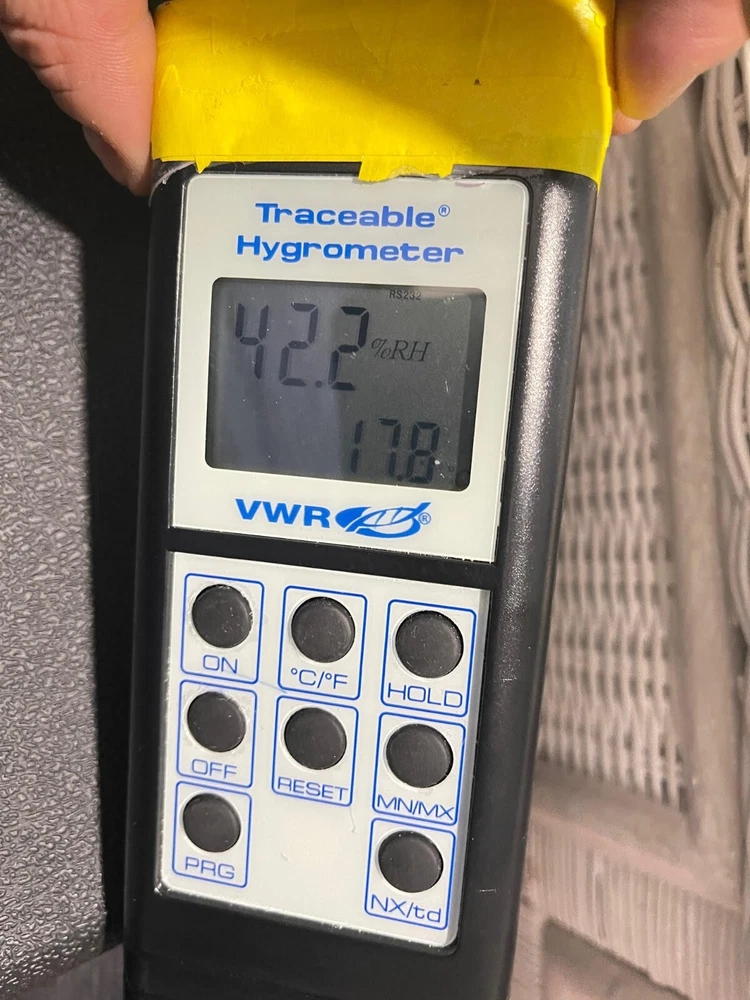 Traceable®
Hygrometer
RS232
42.2 %RH
17.8 °
VWR ®
ON
°C/°F
HOLD
OFF
RESET
MN/MX
PRG
NX/td